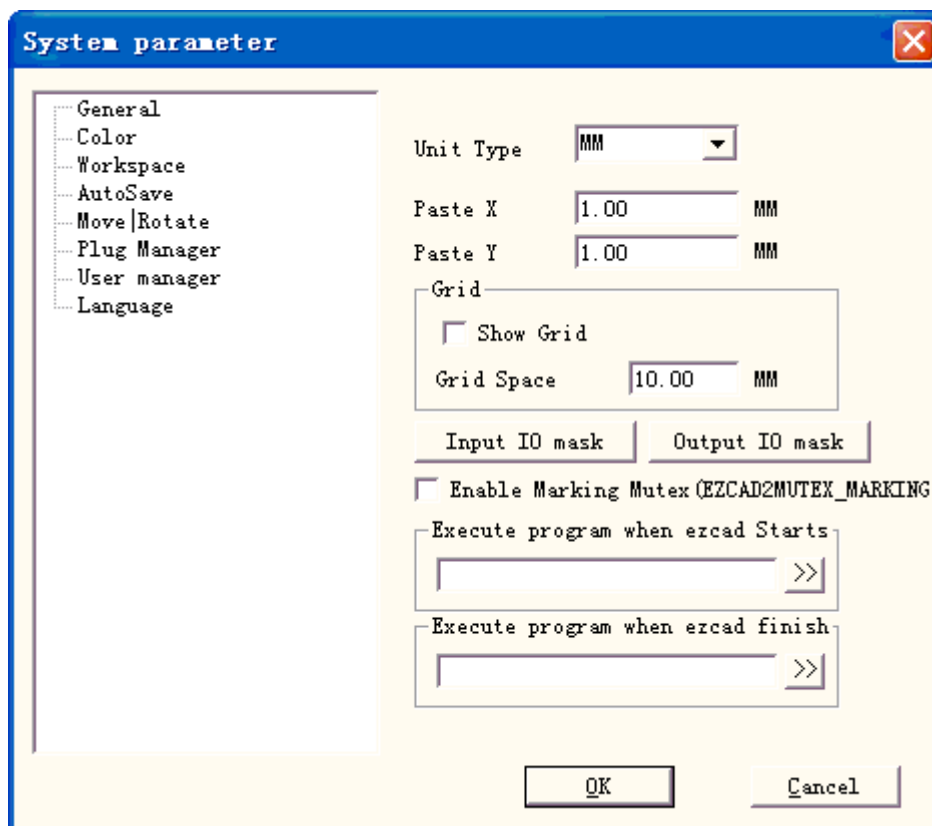 System parameter
General
Color
Workspace
AutoSave
Move|Rotate
Plug Manager
User manager
Language
Unit Type MM
Paste X 1.00 MM
Paste Y 1.00 MM
Grid
Show Grid
Grid Space 10.00 MM
Input IO mask Output IO mask
Enable Marking Mutex(EZCAD2MUTEX_MARKING
Execute program when ezcad Starts
>>
Execute program when ezcad finish
>>
OK Cancel